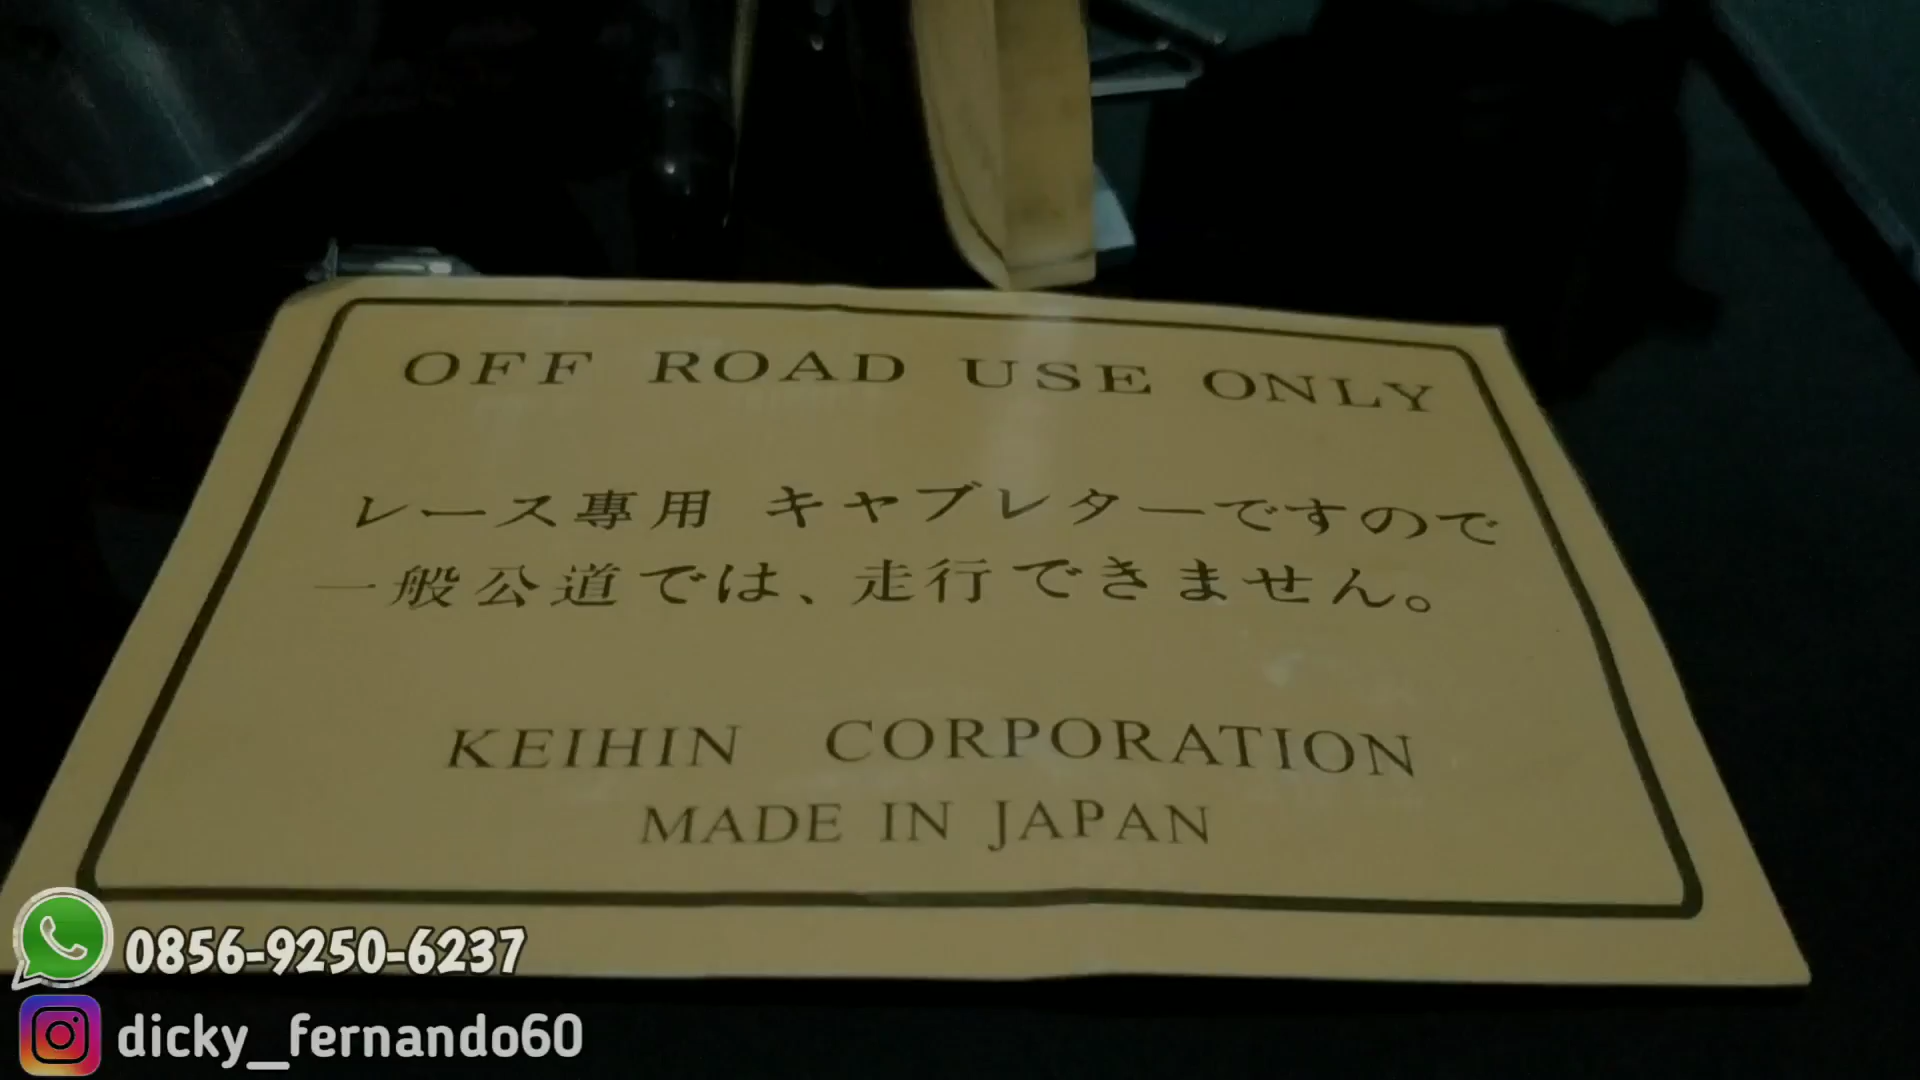 OFF ROAD USE ONLY
レース専用 キャブレターですので
一般公道では、走行できません。
KEIHIN CORPORATION
MADE IN JAPAN
0856-9250-6237
dicky_fernando60